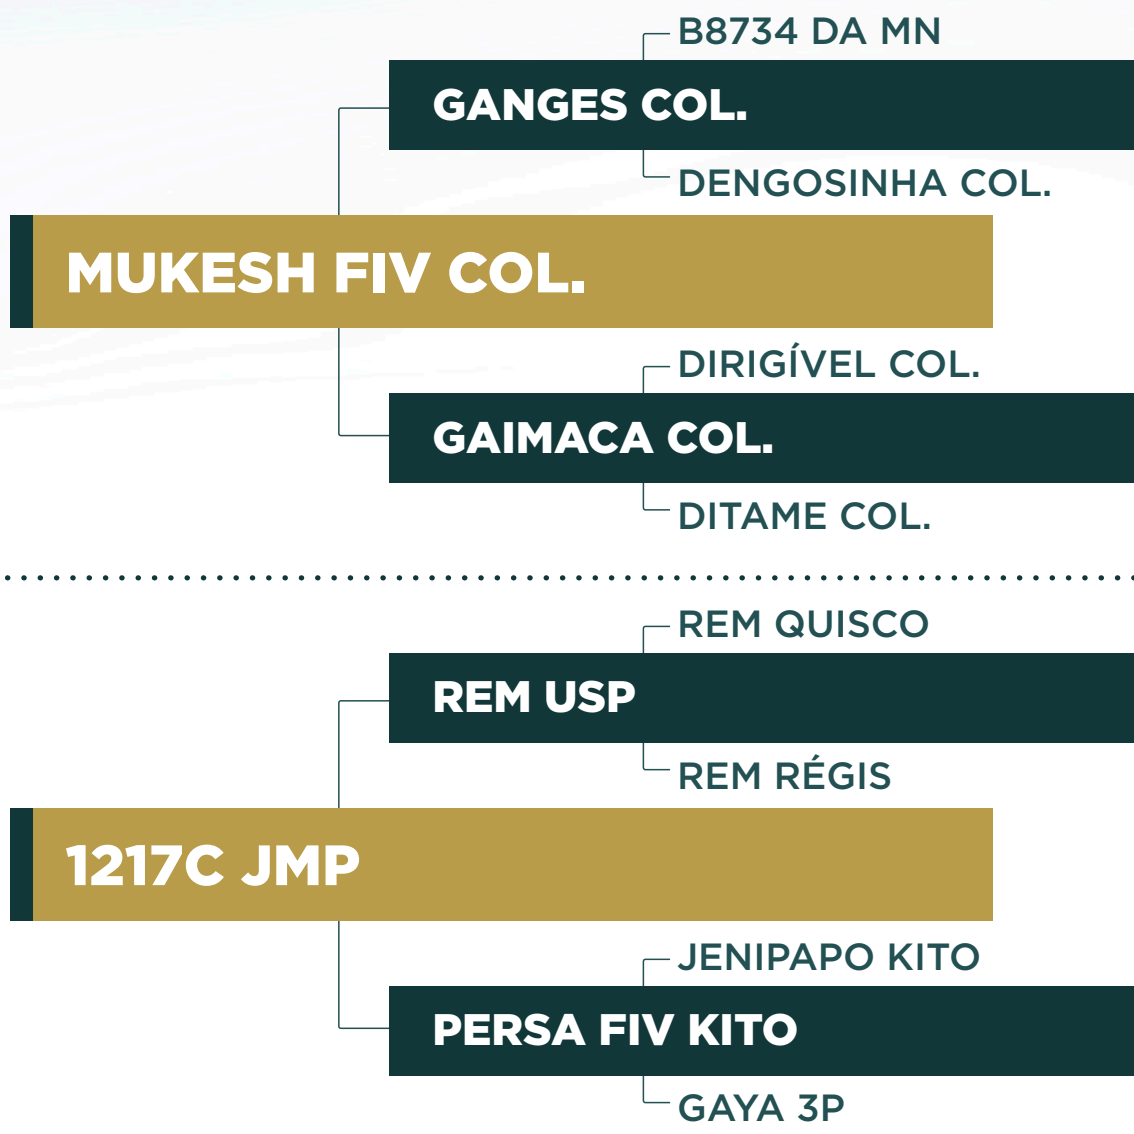 B8734 DA MN
GANGES COL.
DENGOSINHA COL.
MUKESH FIV COL.
DIRIGÍVEL COL.
GAIMACA COL.
DITAME COL.
REM QUISCO
REM USP
REM RÉGIS
1217C JMP
JENIPAPO KITO
PERSA FIV KITO
GAYA 3P